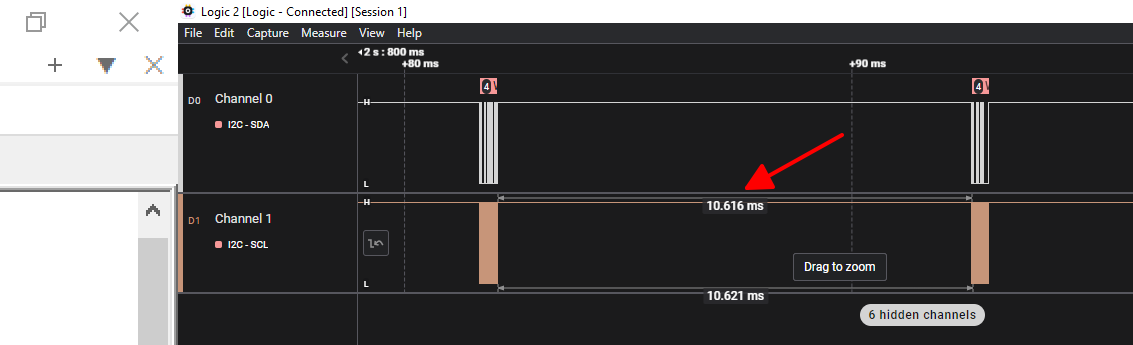 Logic 2 [Logic - Connected] [Session 1]
File Edit Capture Measure View Help
2 s : 800 ms
+80 ms
+90 ms
D0 Channel 0
I2C - SDA
H
L
4
4
D1 Channel 1
I2C - SCL
H
L
10.616 ms
Drag to zoom
10.621 ms
6 hidden channels